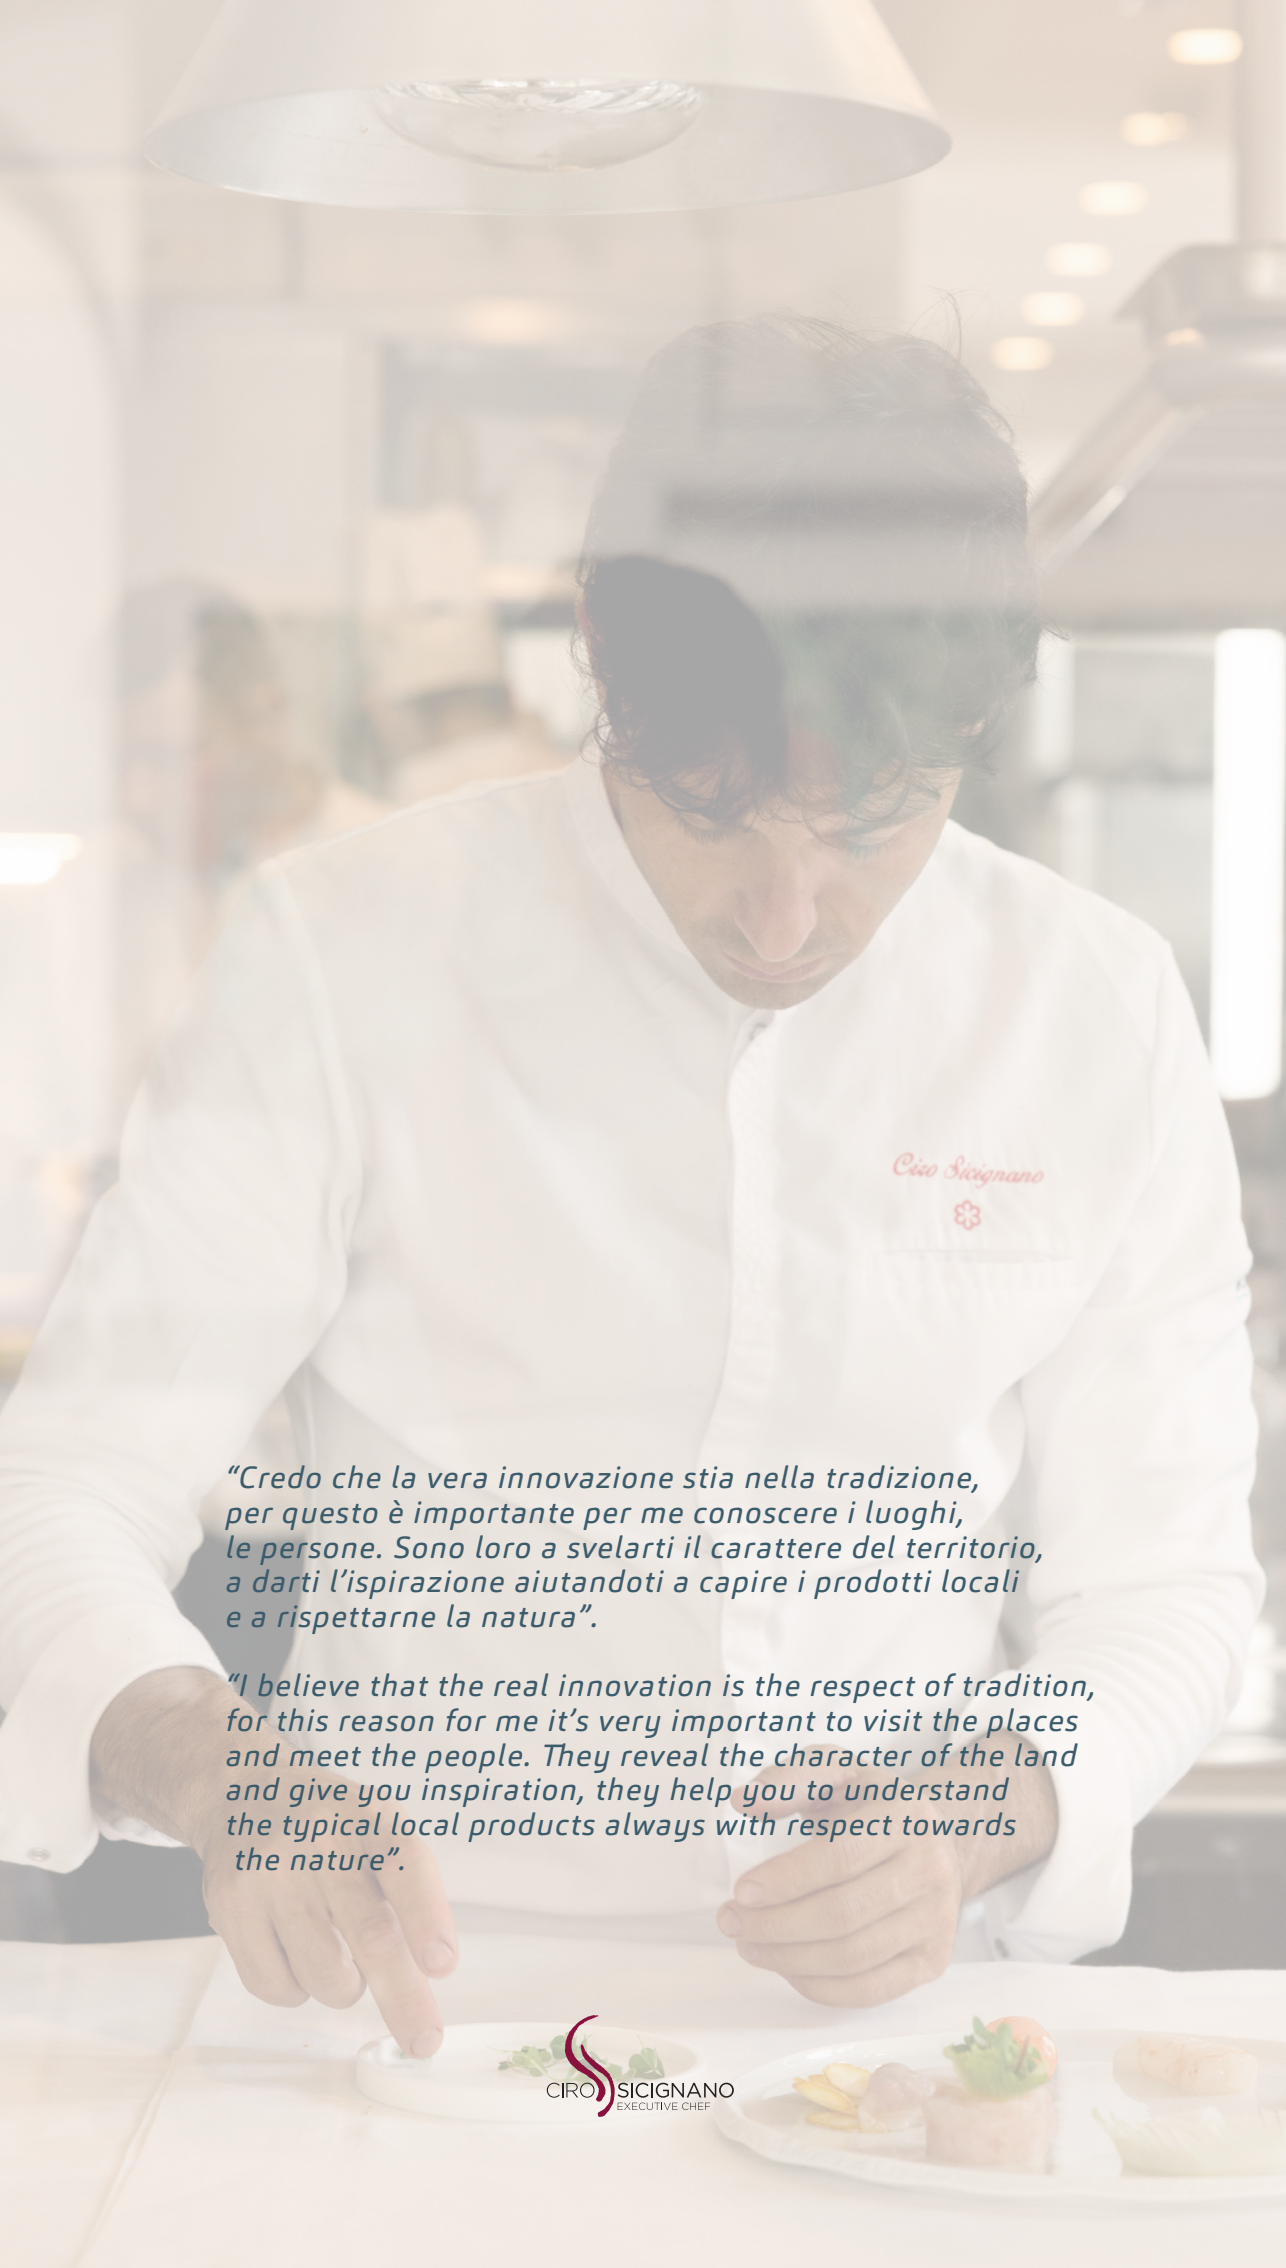 Ciro Sicignano
“Credo che la vera innovazione stia nella tradizione,
per questo è importante per me conoscere i luoghi,
le persone. Sono loro a svelarti il carattere del territorio,
a darti l’ispirazione aiutandoti a capire i prodotti locali
e a rispettarne la natura”.
“I believe that the real innovation is the respect of tradition,
for this reason for me it’s very important to visit the places
and meet the people. They reveal the character of the land
and give you inspiration, they help you to understand
the typical local products always with respect towards
the nature”.
CIRO SICIGNANO
EXECUTIVE CHEF